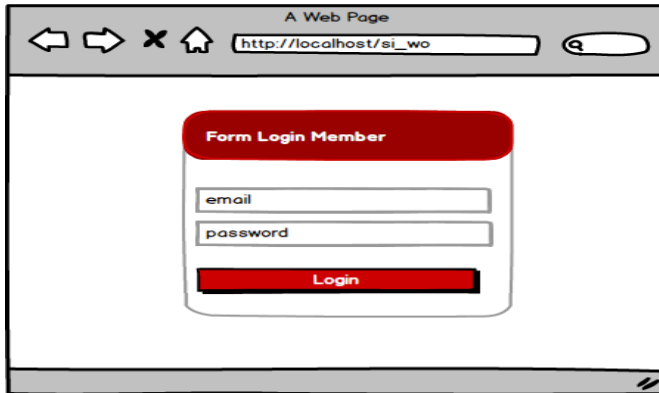 A Web Page
http://localhost/si_wo
Form Login Member
email
password
Login